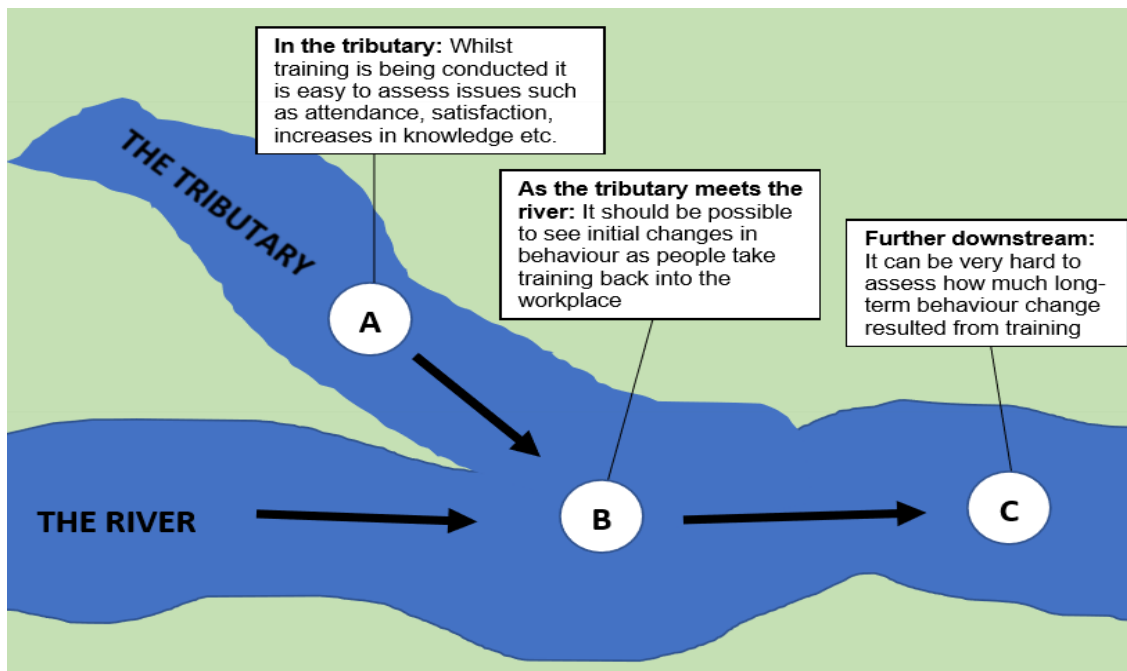 In the tributary: Whilst
training is being conducted it
is easy to assess issues such
as attendance, satisfaction,
increases in knowledge etc.
THE TRIBUTARY
As the tributary meets the
river: It should be possible
to see initial changes in
behaviour as people take
training back into the
workplace
Further downstream:
It can be very hard to
assess how much long-
term behaviour change
resulted from training
A
THE RIVER
B
C